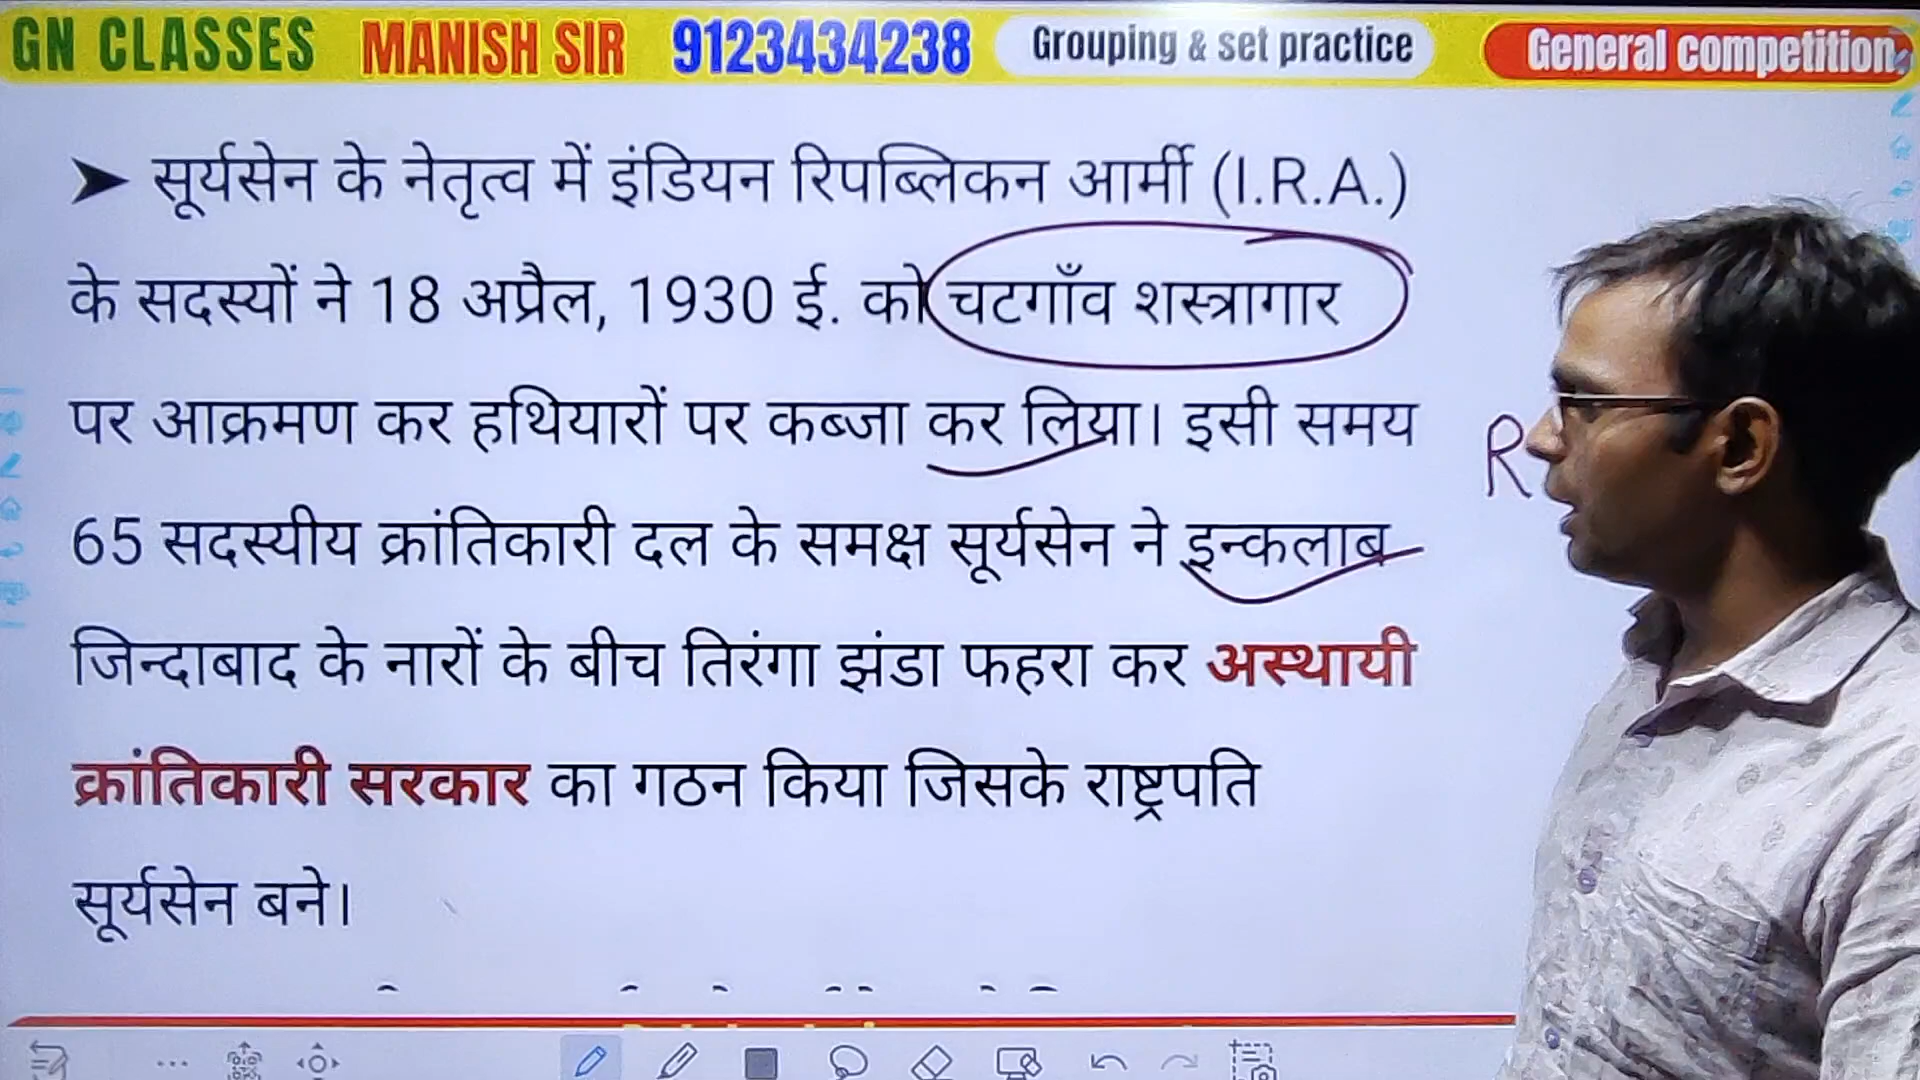 GN CLASSES MANISH SIR 9123434238 Grouping & set practice General competition
➤ सूर्यसेन के नेतृत्व में इंडियन रिपब्लिकन आर्मी (I.R.A.)
के सदस्यों ने 18 अप्रैल, 1930 ई. को चटगाँव शस्त्रागार
पर आक्रमण कर हथियारों पर कब्जा कर लिया। इसी समय
R
65 सदस्यीय क्रांतिकारी दल के समक्ष सूर्यसेन ने इन्कलाब
जिन्दाबाद के नारों के बीच तिरंगा झंडा फहरा कर अस्थायी
क्रांतिकारी सरकार का गठन किया जिसके राष्ट्रपति
सूर्यसेन बने।